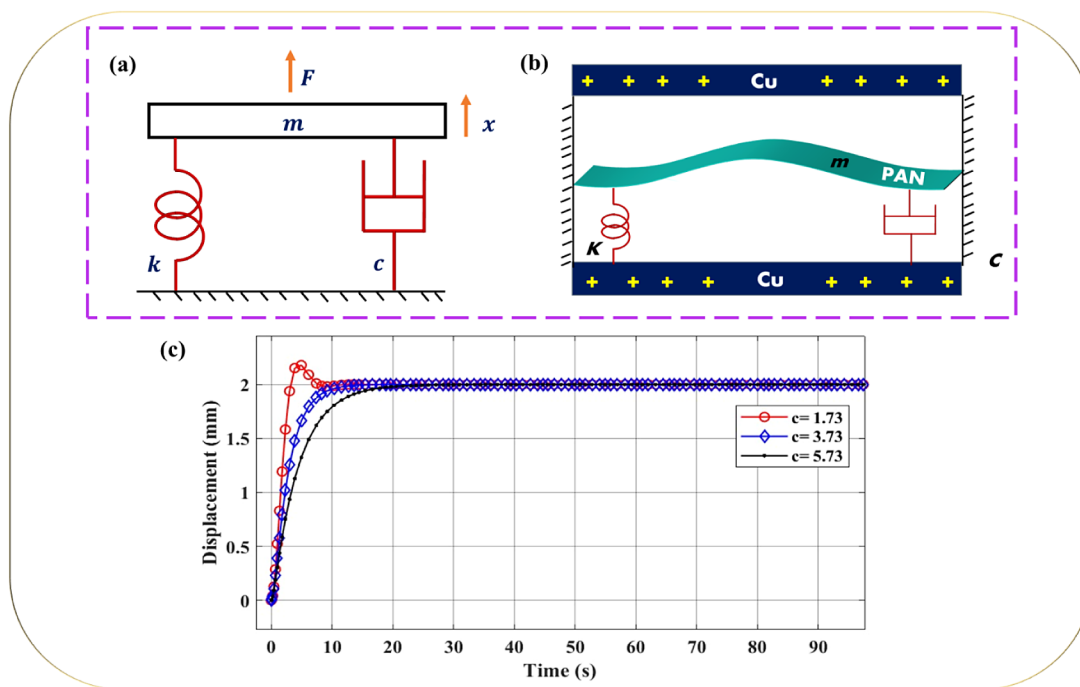 (a)
F
m
x
k
c
(b)
+ + + + Cu + + + +
m
PAN
K
C
+ + + + Cu + + + +
(c)
Displacement (mm)
2
1.5
1
0.5
0
c= 1.73
c= 3.73
c= 5.73
0 10 20 30 40 50 60 70 80 90
Time (s)